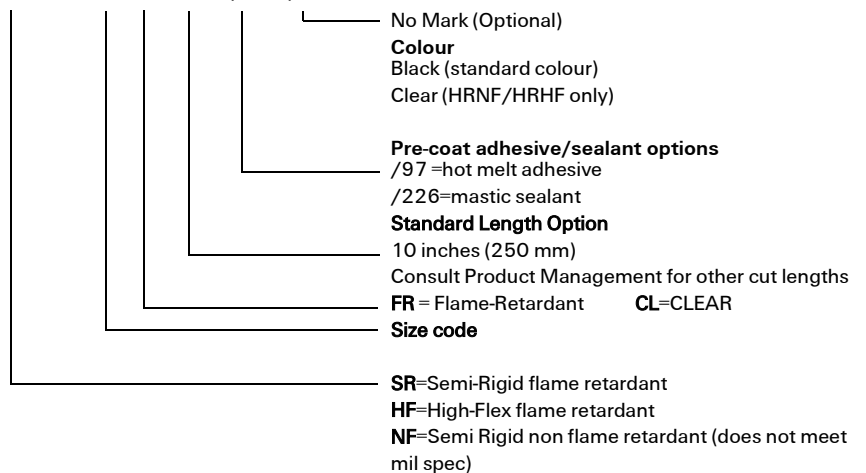 No Mark (Optional)
Colour
Black (standard colour)
Clear (HRNF/HRHF only)
Pre-coat adhesive/sealant options
/97 =hot melt adhesive
/226=mastic sealant
Standard Length Option
10 inches (250 mm)
Consult Product Management for other cut lengths
FR = Flame-Retardant CL=CLEAR
Size code
SR=Semi-Rigid flame retardant
HF=High-Flex flame retardant
NF=Semi Rigid non flame retardant (does not meet
mil spec)